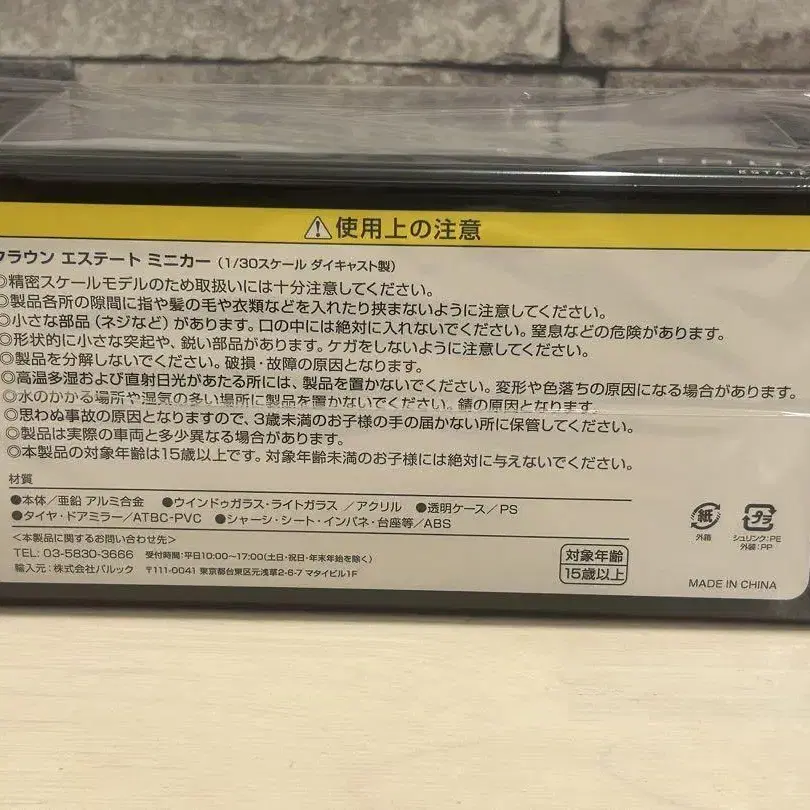 ESTATE
⚠使用上の注意
クラウン エステート ミニカー（1/30スケール ダイキャスト製）
◎精密スケールモデルのため取扱いには十分注意してください。
◎製品各所の隙間に指や髪の毛や衣類などを入れたり挟まないように注意してください。
◎小さな部品（ネジなど）があります。口の中には絶対に入れないでください。窒息などの危険があります。
◎形状的に小さな突起や、鋭い部品があります。ケガをしないように注意してください。
◎製品を分解しないでください。破損・故障の原因となります。
◎高温多湿および直射日光があたる所には、製品を置かないでください。変形や色落ちの原因になる場合があります。
◎水のかかる場所や湿気の多い場所に製品を置かないでください。錆の原因となります。
◎思わぬ事故の原因となりますので、3歳未満のお子様の手の届かない所に保管してください。
◎製品は実際の車両と多少異なる場合があります。
◎本製品の対象年齢は15歳以上です。対象年齢未満のお子様には絶対に与えないでください。
材質
●本体／亜鉛 アルミ合金 ●ウインドゥガラス・ライトガラス ／アクリル ●透明ケース／PS
●タイヤ・ドアミラー／ATBC-PVC ●シャーシ・シート・インパネ・台座等／ABS
＜本製品に関するお問い合わせ先＞
TEL: 03-5830-3666 受付時間:平日10:00〜17:00(土日・祝日・年末年始を除く)
輸入元：株式会社バルック 〒111-0041 東京都台東区元浅草2-6-7 マタイビル1F
対象年齢
15歳以上
紙
外箱
プラ
シュリンク:PE
外装:PP
MADE IN CHINA